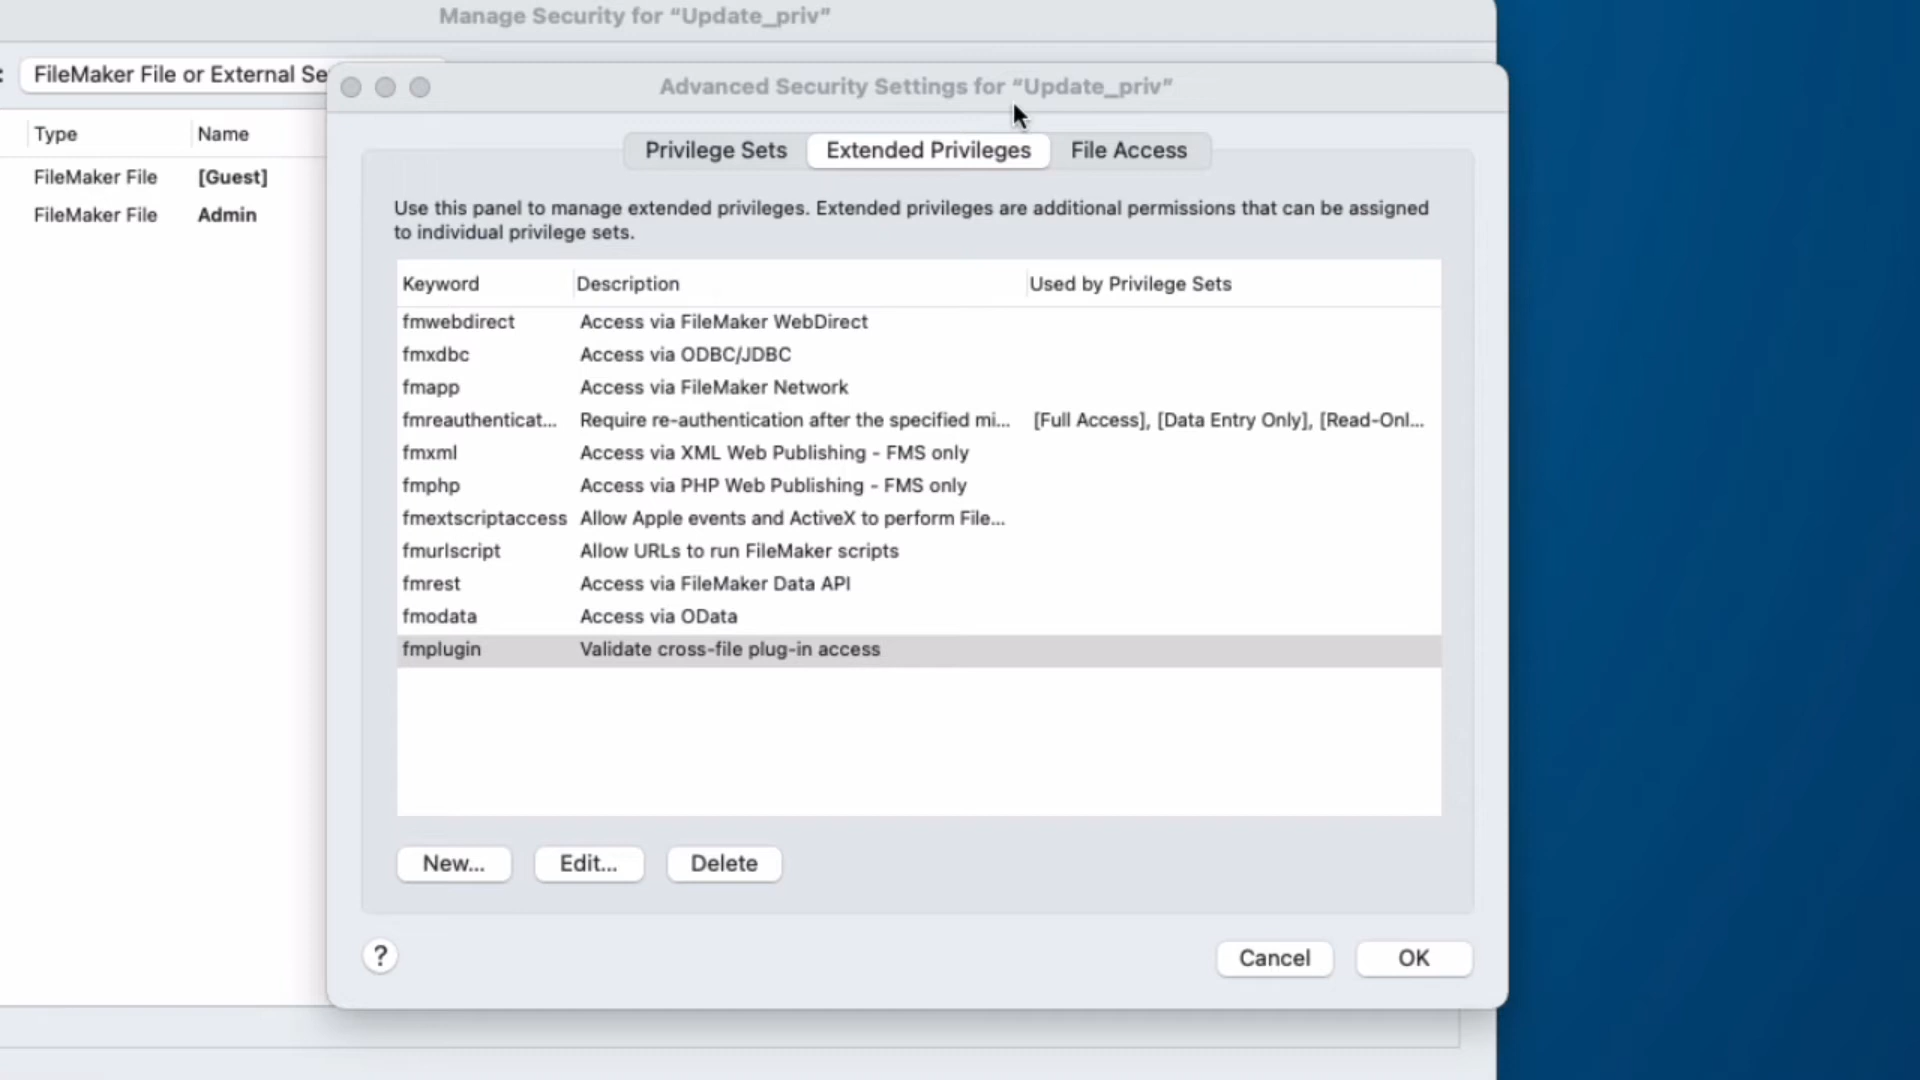 Manage Security for “Update_priv”
: FileMaker File or External Se
Type Name
FileMaker File [Guest]
FileMaker File Admin
Advanced Security Settings for “Update_priv”
Privilege Sets Extended Privileges File Access
Use this panel to manage extended privileges. Extended privileges are additional permissions that can be assigned
to individual privilege sets.
Keyword Description Used by Privilege Sets
fmwebdirect Access via FileMaker WebDirect
fmxdbc Access via ODBC/JDBC
fmapp Access via FileMaker Network
fmreauthenticat... Require re-authentication after the specified mi... [Full Access], [Data Entry Only], [Read-Onl...
fmxml Access via XML Web Publishing - FMS only
fmphp Access via PHP Web Publishing - FMS only
fmextscriptaccess Allow Apple events and ActiveX to perform File...
fmurlscript Allow URLs to run FileMaker scripts
fmrest Access via FileMaker Data API
fmodata Access via OData
fmplugin Validate cross-file plug-in access
New... Edit... Delete
? Cancel OK